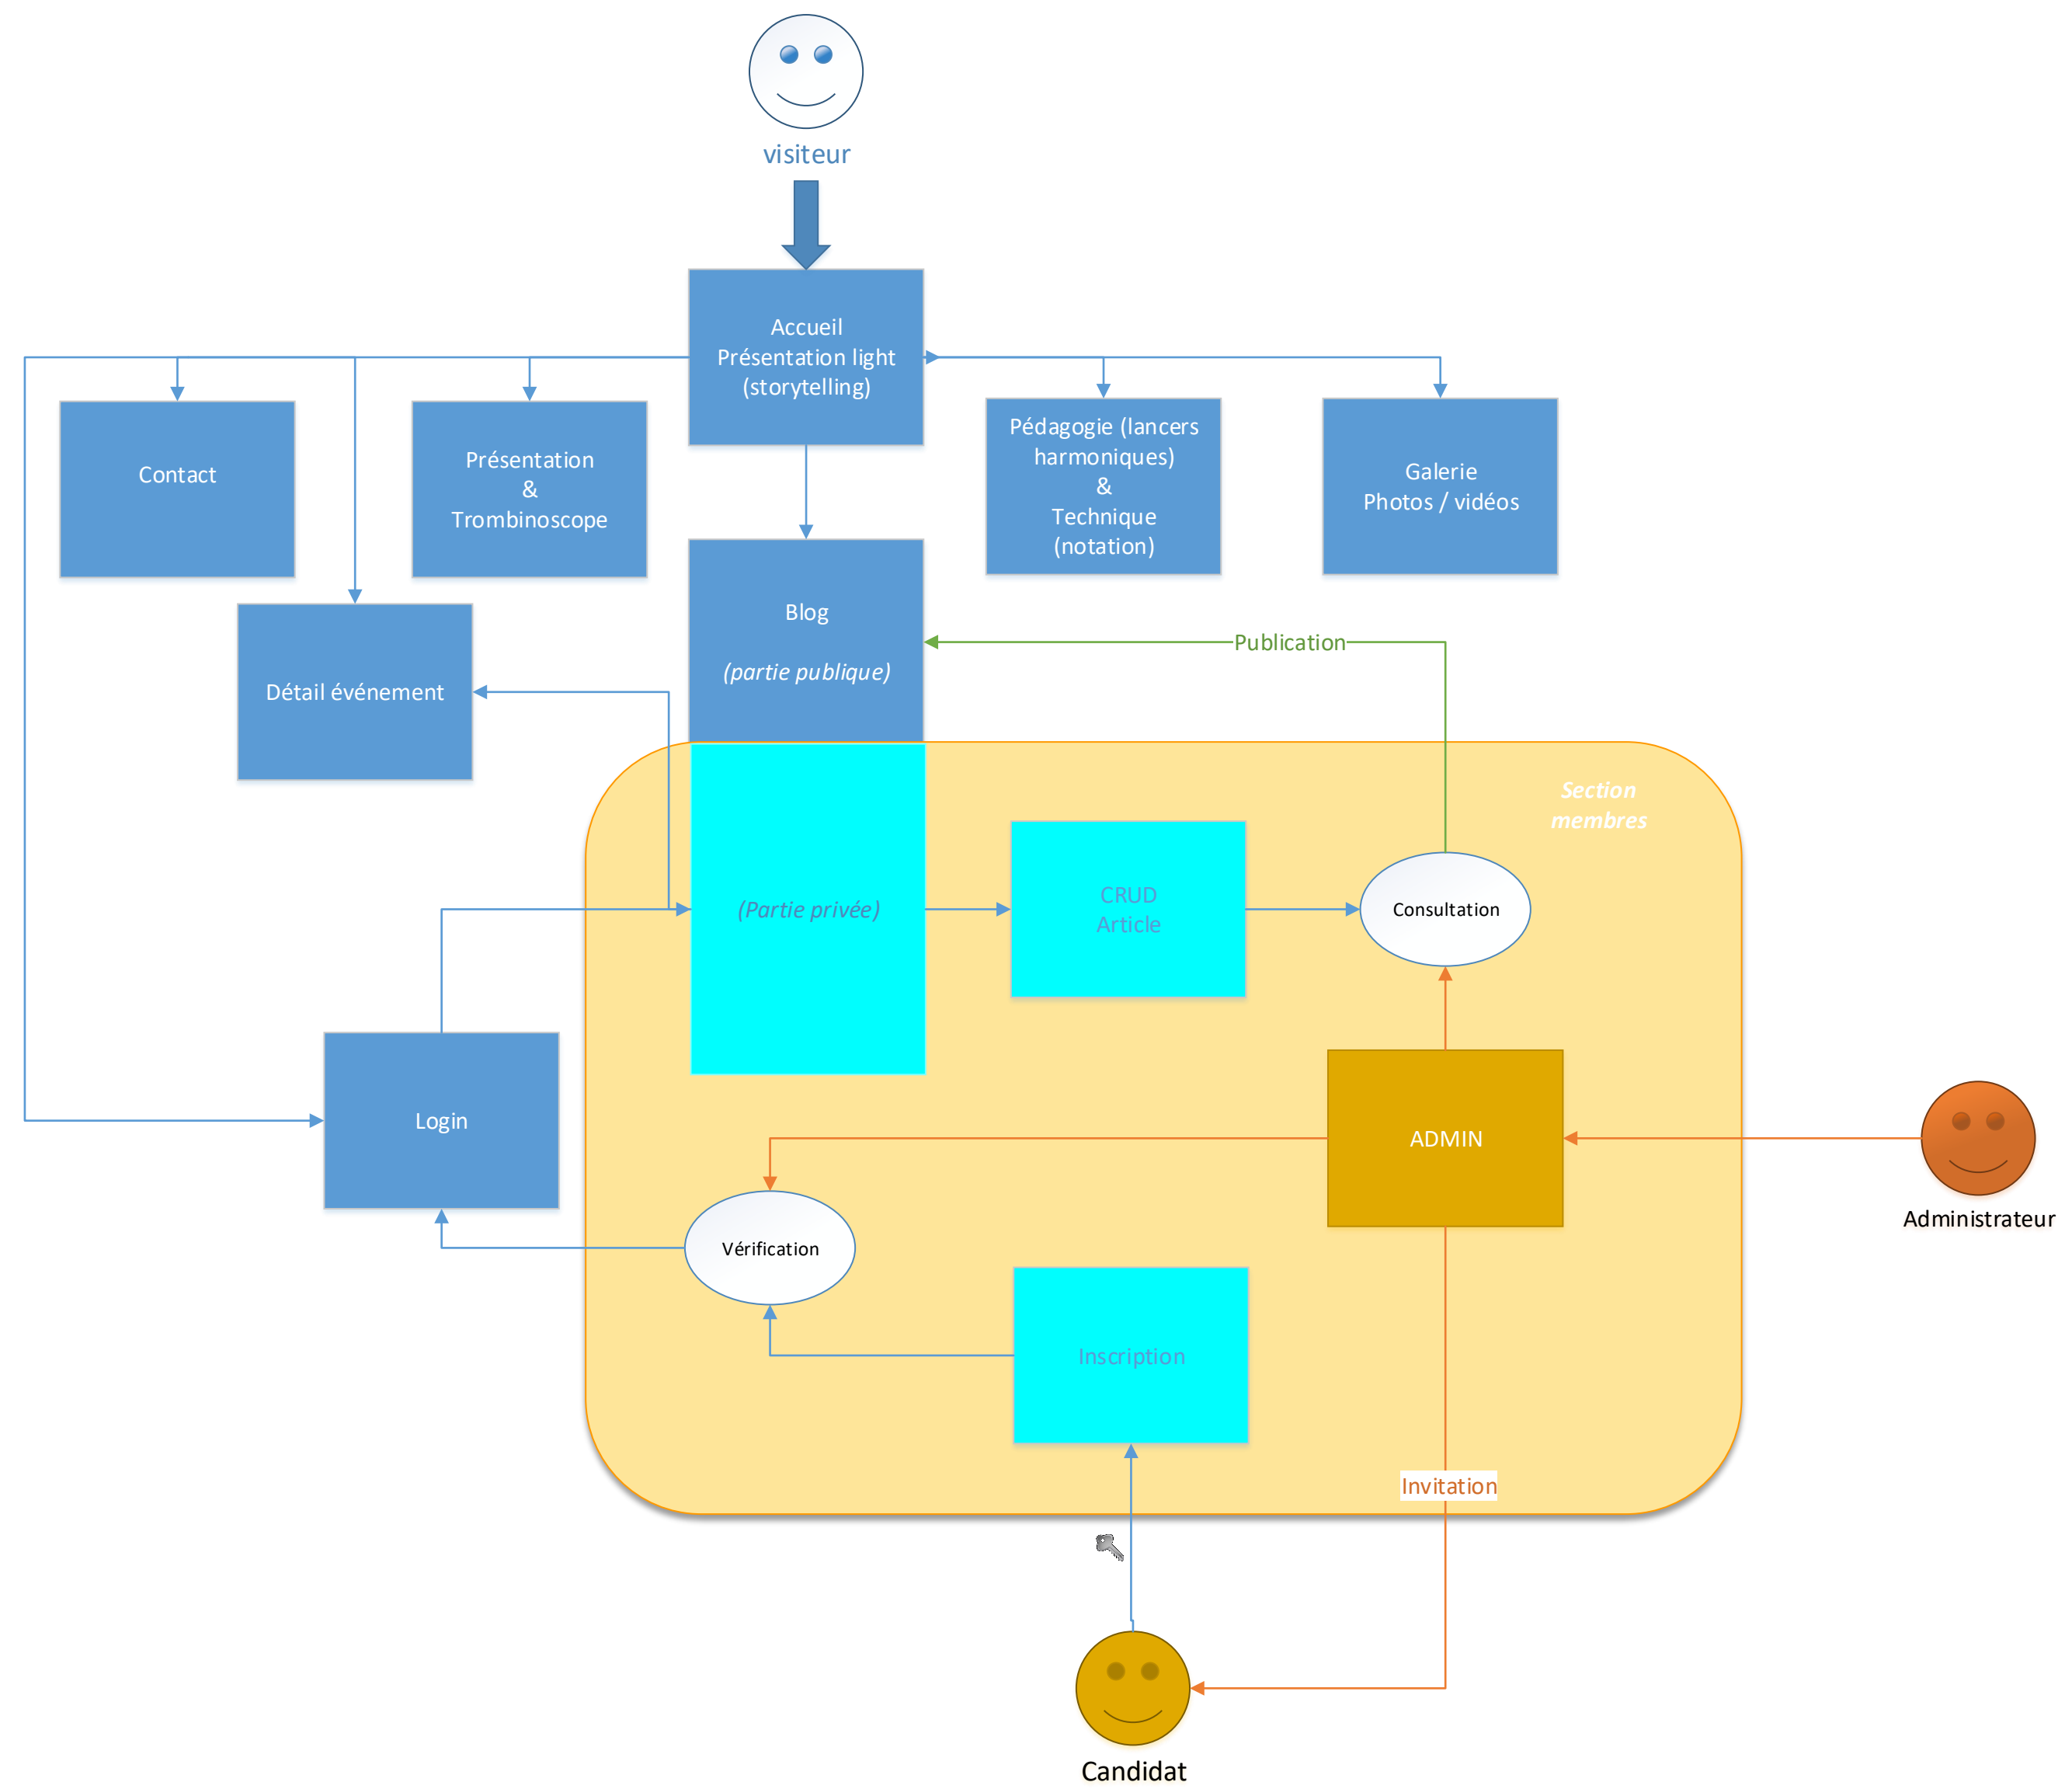 visiteur
Accueil
Présentation light
(storytelling)
Contact
Présentation
&
Trombinoscope
Pédagogie (lancers
harmoniques)
&
Technique
(notation)
Galerie
Photos / vidéos
Blog
(partie publique)
Publication
Détail événement
Section
membres
(Partie privée)
CRUD
Article
Consultation
Login
ADMIN
Administrateur
Vérification
Inscription
Invitation
Candidat